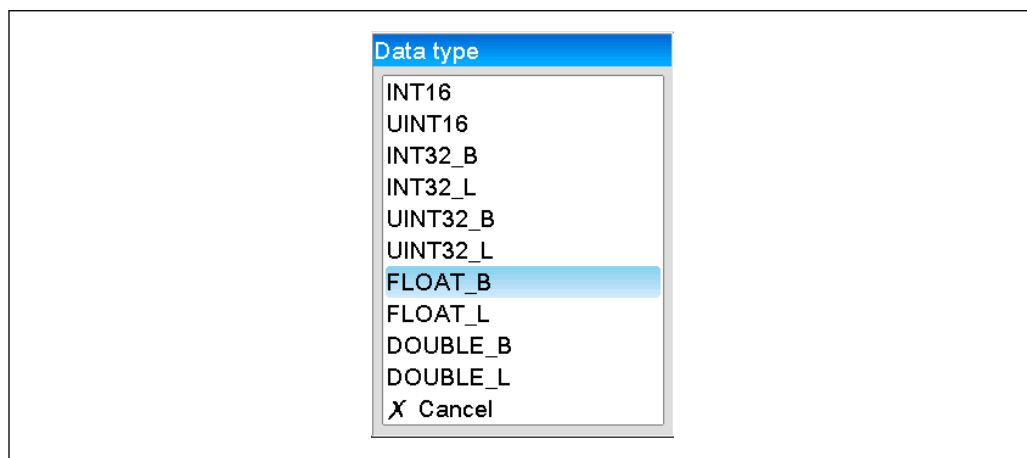 Data type
INT16
UINT16
INT32_B
INT32_L
UINT32_B
UINT32_L
FLOAT_B
FLOAT_L
DOUBLE_B
DOUBLE_L
X Cancel